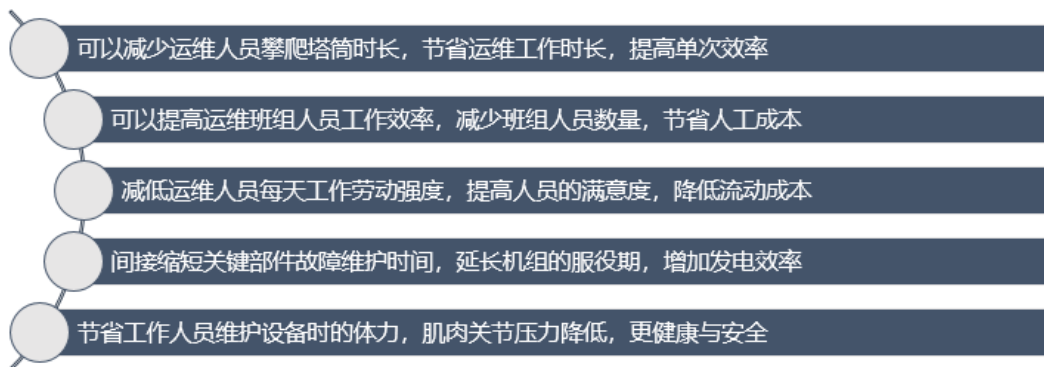 可以减少运维人员攀爬塔筒时长，节省运维工作时长，提高单次效率
可以提高运维班组人员工作效率，减少班组人员数量，节省人工成本
减低运维人员每天工作劳动强度，提高人员的满意度，降低流动成本
间接缩短关键部件故障维护时间，延长机组的服役期，增加发电效率
节省工作人员维护设备时的体力，肌肉关节压力降低，更健康与安全